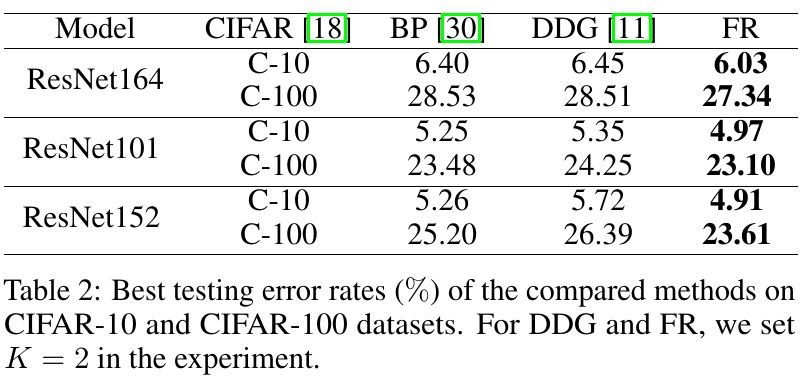 Model CIFAR [18] BP [30] DDG [11] FR
ResNet164 C-10 6.40 6.45 6.03
C-100 28.53 28.51 27.34
ResNet101 C-10 5.25 5.35 4.97
C-100 23.48 24.25 23.10
ResNet152 C-10 5.26 5.72 4.91
C-100 25.20 26.39 23.61
Table 2: Best testing error rates (%) of the compared methods on
CIFAR-10 and CIFAR-100 datasets. For DDG and FR, we set
K = 2 in the experiment.